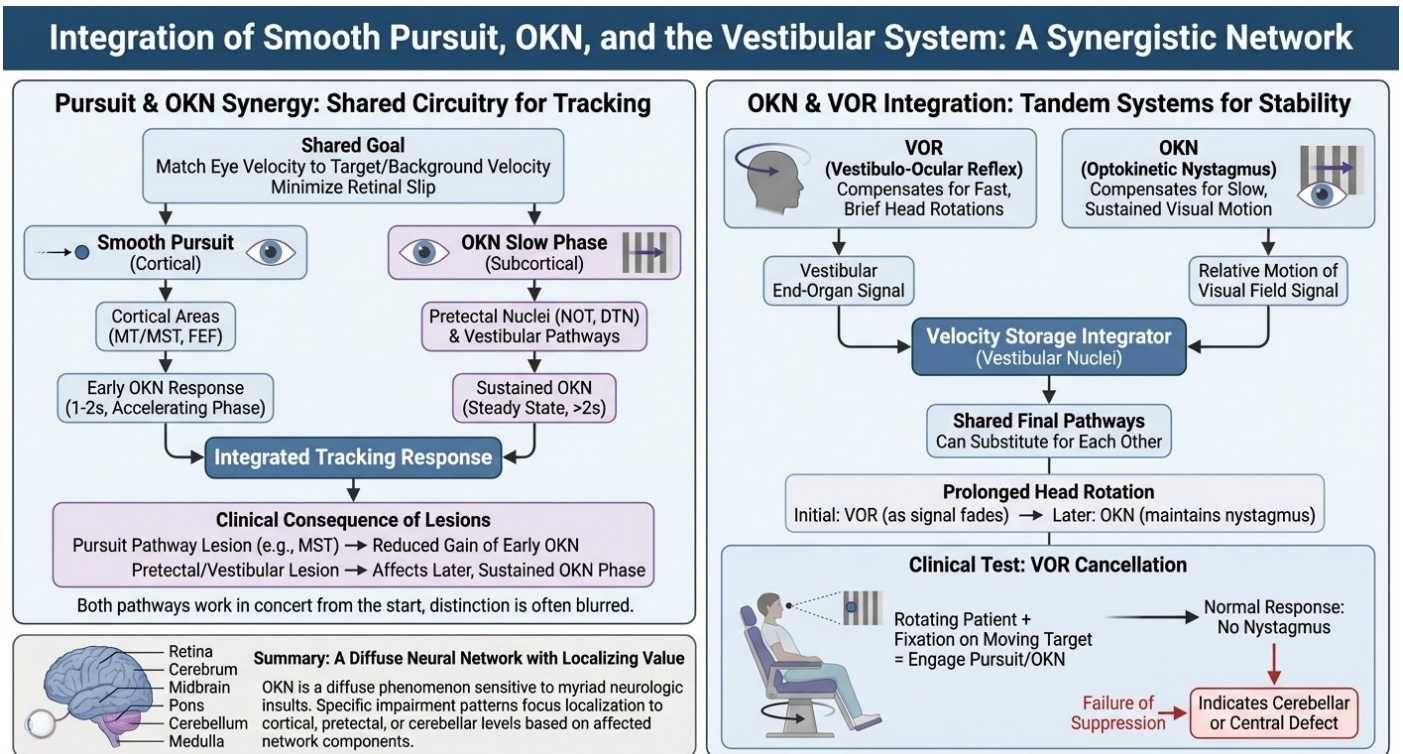 Integration of Smooth Pursuit, OKN, and the Vestibular System: A Synergistic Network
Pursuit & OKN Synergy: Shared Circuitry for Tracking
Shared Goal
Match Eye Velocity to Target/Background Velocity
Minimize Retinal Slip
Smooth Pursuit
(Cortical)
OKN Slow Phase
(Subcortical)
Cortical Areas
(MT/MST, FEF)
Pretectal Nuclei (NOT, DTN)
& Vestibular Pathways
Early OKN Response
(1-2s, Accelerating Phase)
Sustained OKN
(Steady State, >2s)
Integrated Tracking Response
Clinical Consequence of Lesions
Pursuit Pathway Lesion (e.g., MST) → Reduced Gain of Early OKN
Pretectal/Vestibular Lesion → Affects Later, Sustained OKN Phase
Both pathways work in concert from the start, distinction is often blurred.
Retina
Cerebrum
Midbrain
Pons
Cerebellum
Medulla
Summary: A Diffuse Neural Network with Localizing Value
OKN is a diffuse phenomenon sensitive to myriad neurologic
insults. Specific impairment patterns focus localization to
cortical, pretectal, or cerebellar levels based on affected
network components.
OKN & VOR Integration: Tandem Systems for Stability
VOR
(Vestibulo-Ocular Reflex)
Compensates for Fast,
Brief Head Rotations
OKN
(Optokinetic Nystagmus)
Compensates for Slow,
Sustained Visual Motion
Vestibular
End-Organ Signal
Relative Motion of
Visual Field Signal
Velocity Storage Integrator
(Vestibular Nuclei)
Shared Final Pathways
Can Substitute for Each Other
Prolonged Head Rotation
Initial: VOR (as signal fades) → Later: OKN (maintains nystagmus)
Clinical Test: VOR Cancellation
Rotating Patient +
Fixation on Moving Target
= Engage Pursuit/OKN
Normal Response:
No Nystagmus
Failure of
Suppression
Indicates Cerebellar
or Central Defect